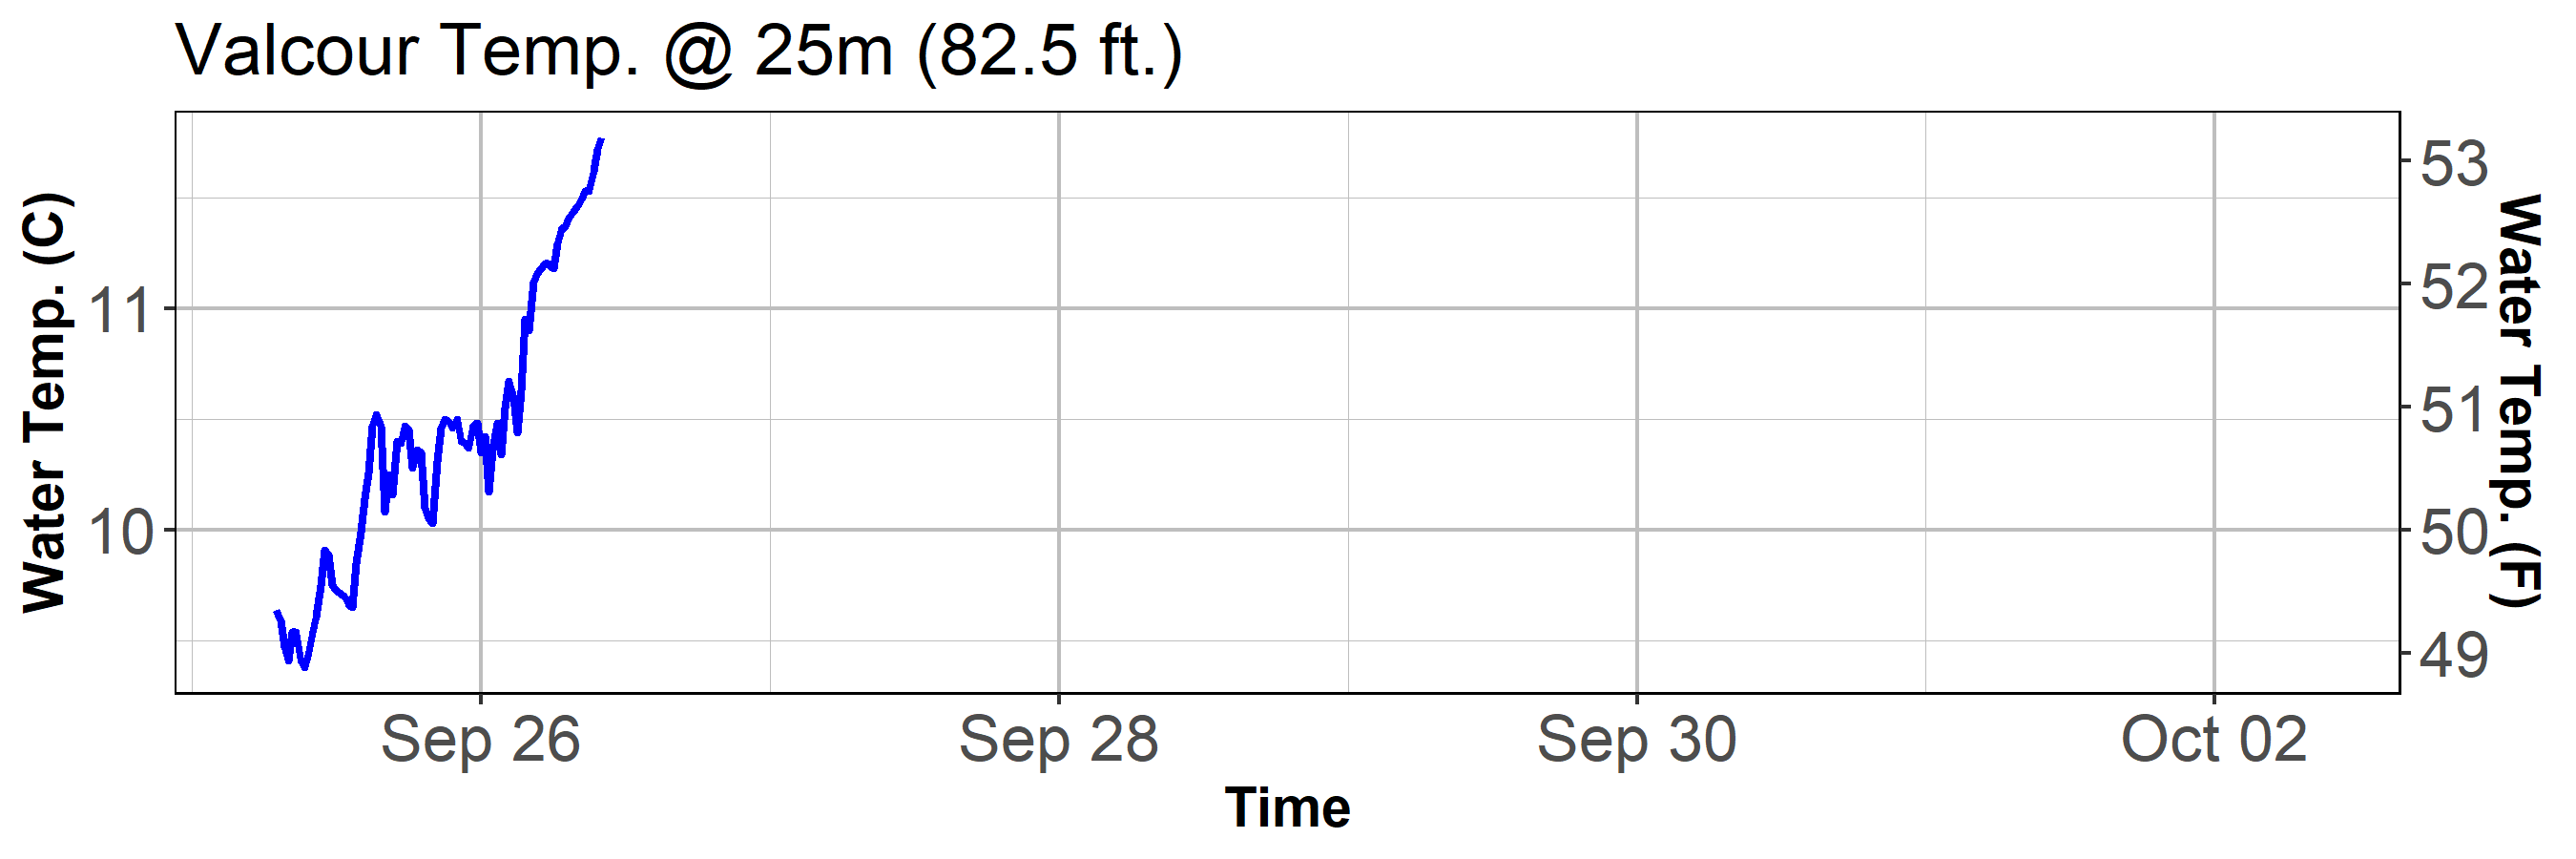 Valcour Temp. @ 25m (82.5 ft.)
Water Temp. (C)
11
10
53
52
51
50
49
Water Temp. (F)
Sep 26
Sep 28
Sep 30
Oct 02
Time